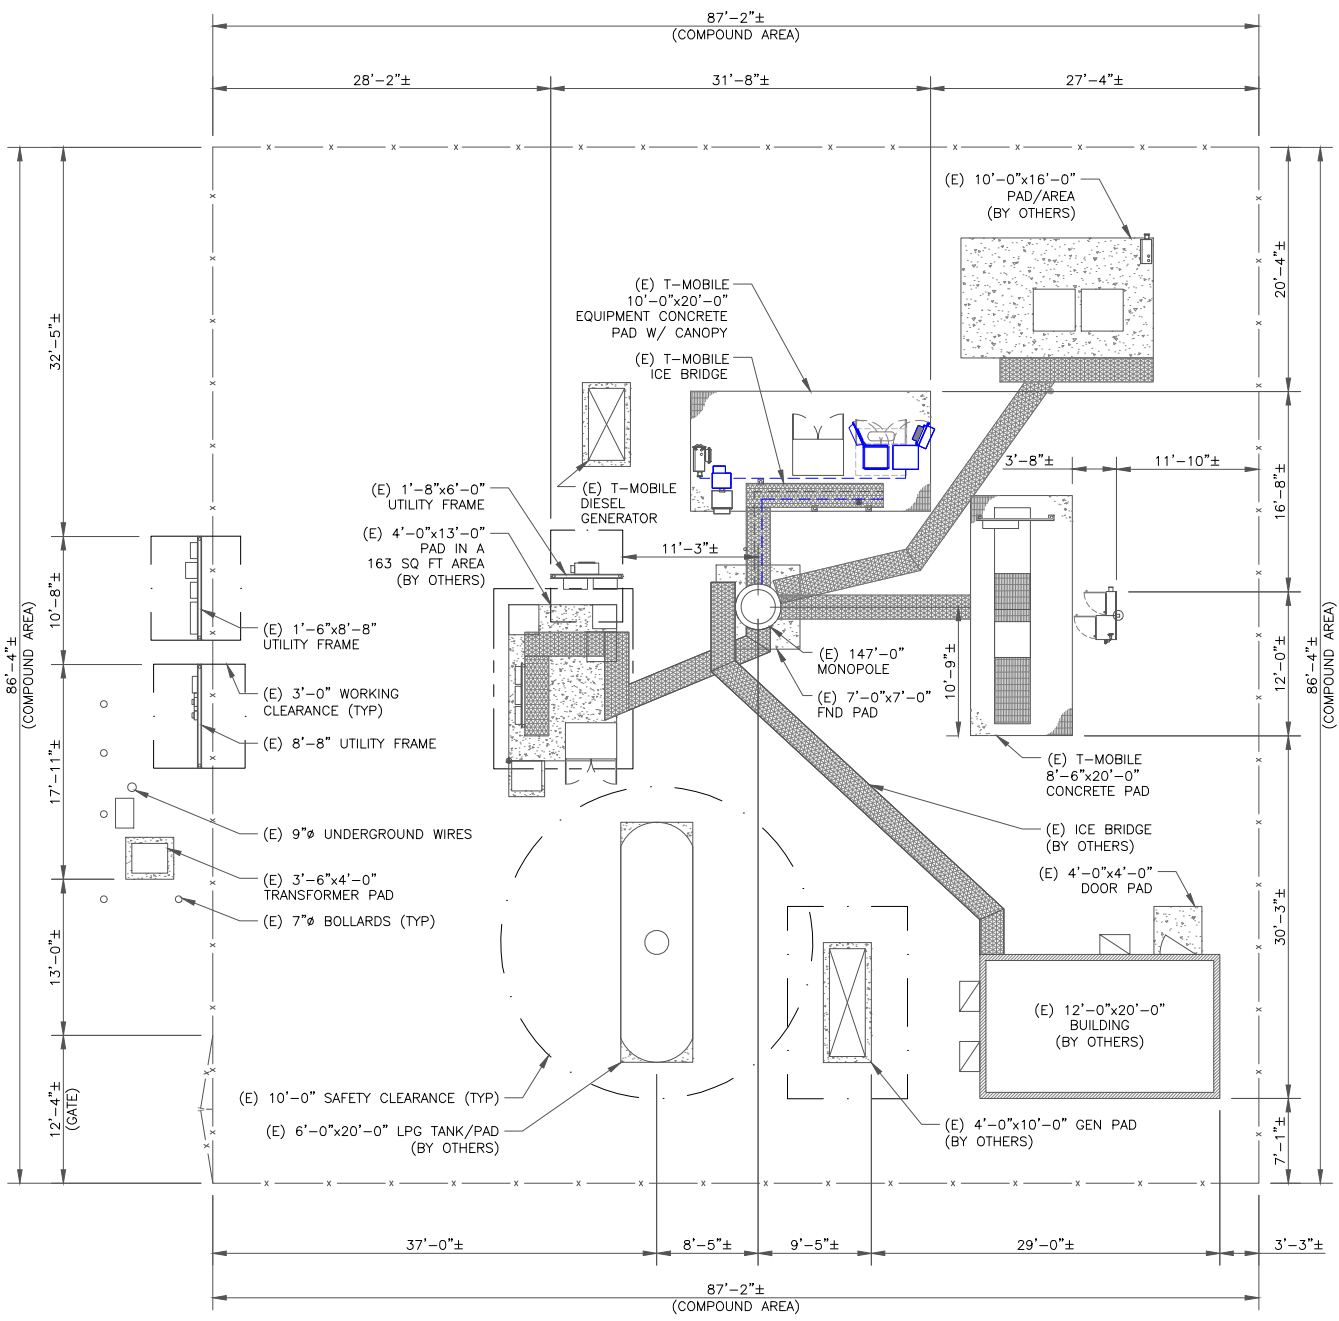 87'-2"±
(COMPOUND AREA)
28'-2"±
31'-8"±
27'-4"±
(E) 10'-0"x16'-0"
PAD/AREA
(BY OTHERS)
(E) T-MOBILE
10'-0"x20'-0"
EQUIPMENT CONCRETE
PAD W/ CANOPY
(E) T-MOBILE
ICE BRIDGE
32'-5"±
20'-4"±
3'-8"±
11'-10"±
16'-8"±
(E) 1'-8"x6'-0"
UTILITY FRAME
(E) T-MOBILE
DIESEL
GENERATOR
(E) 4'-0"x13'-0"
PAD IN A
163 SQ FT AREA
(BY OTHERS)
11'-3"±
10'-8"±
(E) 1'-6"x8'-8"
UTILITY FRAME
86'-4"±
(COMPOUND AREA)
(E) 147'-0"
MONOPOLE
10'-9"±
12'-0"±
86'-4"±
(COMPOUND AREA)
(E) 3'-0" WORKING
CLEARANCE (TYP)
(E) 7'-0"x7'-0"
FND PAD
(E) 8'-8" UTILITY FRAME
17'-11"±
(E) T-MOBILE
8'-6"x20'-0"
CONCRETE PAD
(E) 9"ø UNDERGROUND WIRES
(E) ICE BRIDGE
(BY OTHERS)
(E) 3'-6"x4'-0"
TRANSFORMER PAD
(E) 4'-0"x4'-0"
DOOR PAD
(E) 7"ø BOLLARDS (TYP)
13'-0"±
30'-3"±
(E) 12'-0"x20'-0"
BUILDING
(BY OTHERS)
12'-4"±
(GATE)
(E) 10'-0" SAFETY CLEARANCE (TYP)
(E) 6'-0"x20'-0" LPG TANK/PAD
(BY OTHERS)
(E) 4'-0"x10'-0" GEN PAD
(BY OTHERS)
7'-1"±
37'-0"±
8'-5"±
9'-5"±
29'-0"±
3'-3"±
87'-2"±
(COMPOUND AREA)